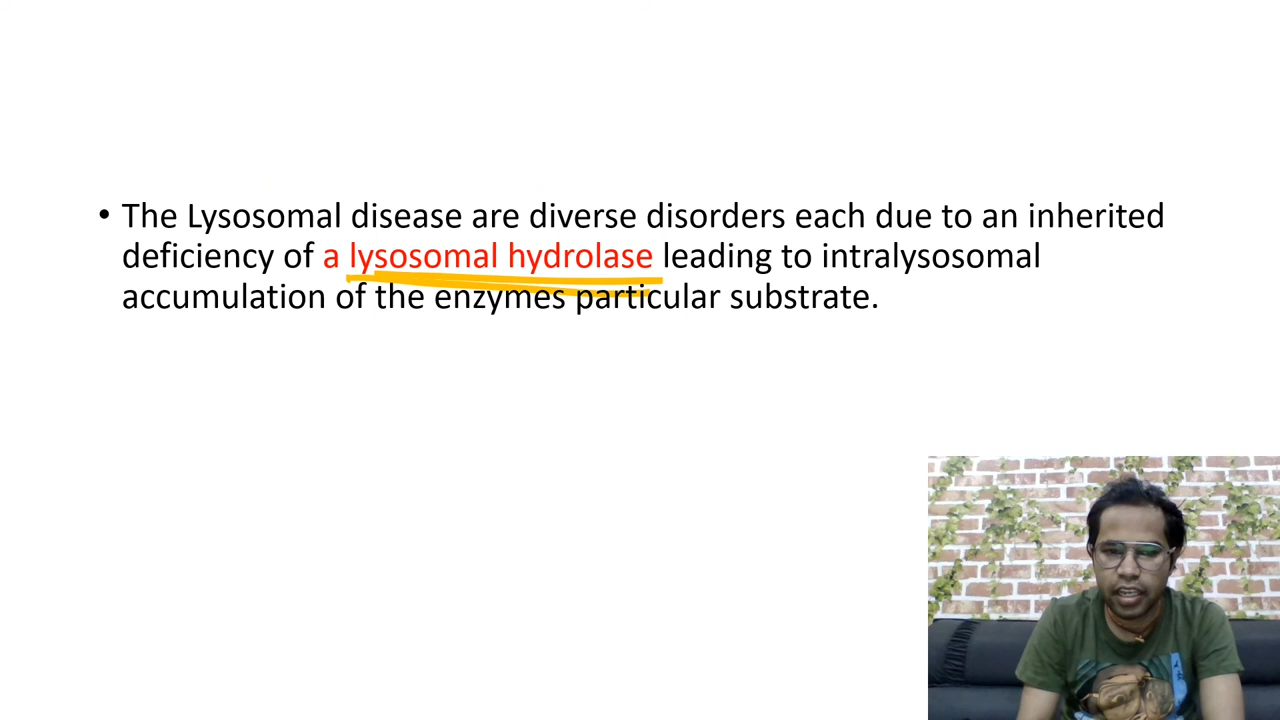 • The Lysosomal disease are diverse disorders each due to an inherited
deficiency of a lysosomal hydrolase leading to intralysosomal
accumulation of the enzymes particular substrate.